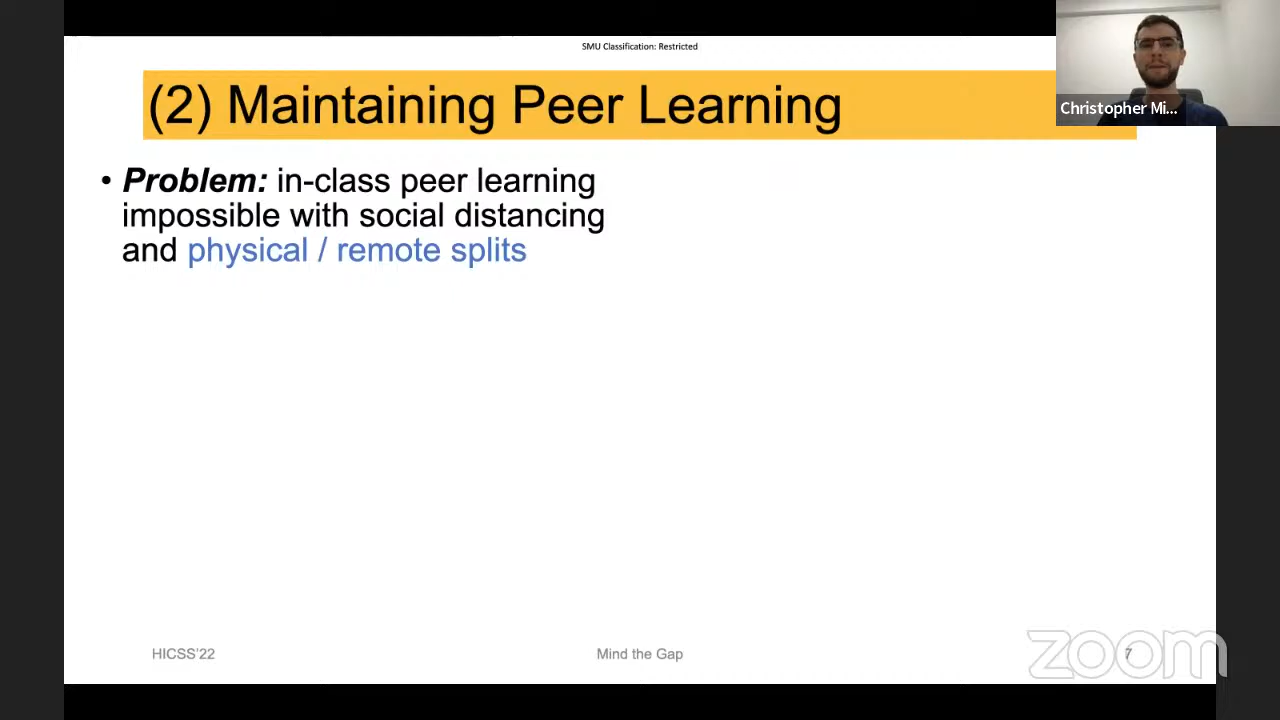 SMU Classification: Restricted
(2) Maintaining Peer Learning
Christopher Mi...
• Problem: in-class peer learning
impossible with social distancing
and physical / remote splits
HICSS'22
Mind the Gap
7
zoom